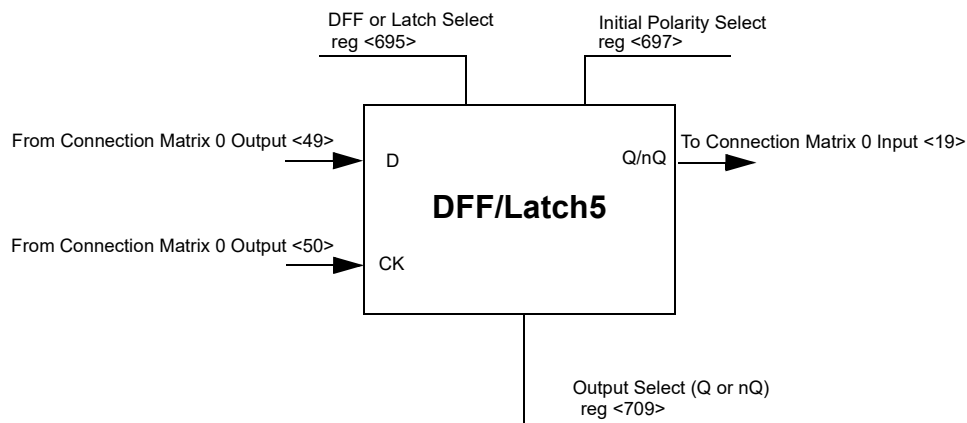 DFF or Latch Select
reg <695>
Initial Polarity Select
reg <697>
From Connection Matrix 0 Output <49>
D
Q/nQ
To Connection Matrix 0 Input <19>
DFF/Latch5
From Connection Matrix 0 Output <50>
CK
Output Select (Q or nQ)
reg <709>